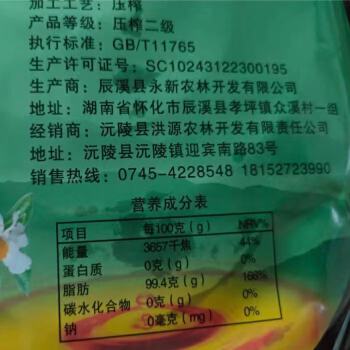 加工工艺：压榨
产品等级：压榨二级
执行标准：GB/T11765
生产许可证号：SC10243122300195
生产商：辰溪县永新农林开发有限公司
地址：湖南省怀化市辰溪县孝坪镇众溪村一组
经销商：沅陵县洪源农林开发有限责任公司
地址：沅陵县沅陵镇迎宾南路83号
销售热线：0745-4228548 18152723990
营养成分表
项目 每100克(g) NRV%
能量 3657千焦 44%
蛋白质 0克(g) 0%
脂肪 99.4克(g) 166%
碳水化合物 0克(g) 0%
钠 0毫克(mg) 0%